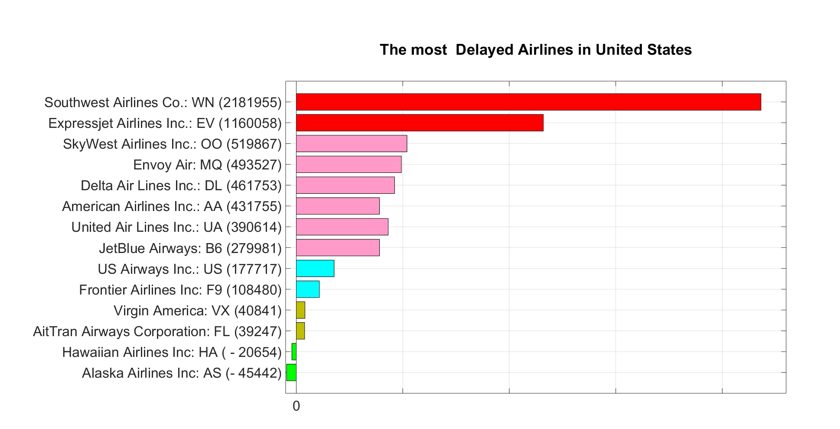 The most  Delayed Airlines in United States
Southwest Airlines Co.: WN (2181955)
Expressjet Airlines Inc.: EV (1160058)
SkyWest Airlines Inc.: OO (519867)
Envoy Air: MQ (493527)
Delta Air Lines Inc.: DL (461753)
American Airlines Inc.: AA (431755)
United Air Lines Inc.: UA (390614)
JetBlue Airways: B6 (279981)
US Airways Inc.: US (177717)
Frontier Airlines Inc: F9 (108480)
Virgin America: VX (40841)
AitTran Airways Corporation: FL (39247)
Hawaiian Airlines Inc: HA ( - 20654)
Alaska Airlines Inc: AS (- 45442)
0